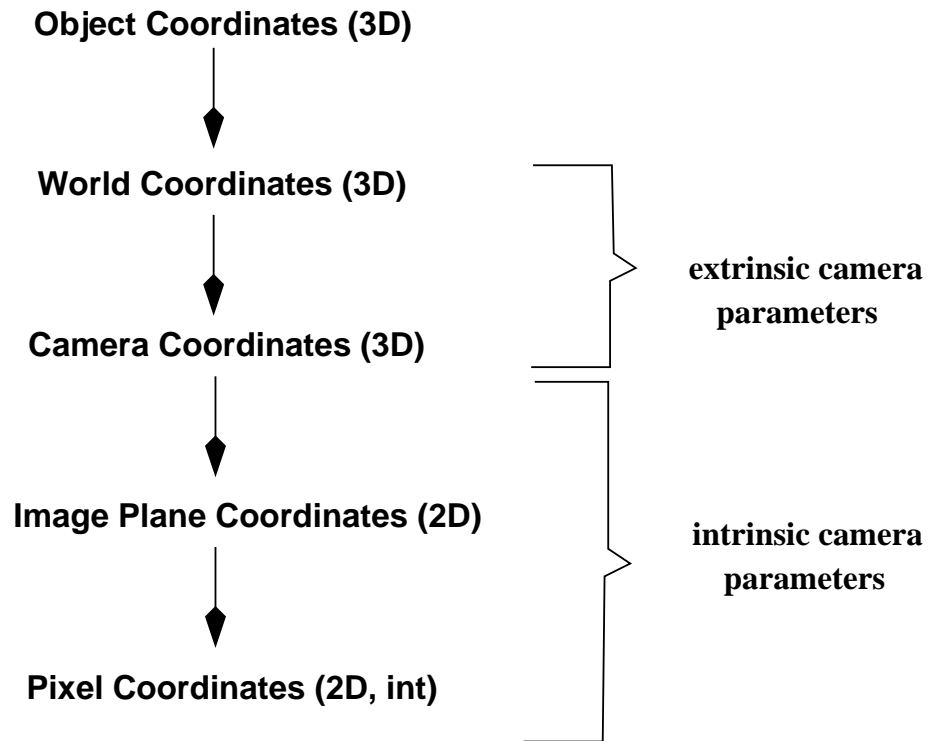 Object Coordinates (3D)
World Coordinates (3D)
extrinsic camera
parameters
Camera Coordinates (3D)
Image Plane Coordinates (2D)
intrinsic camera
parameters
Pixel Coordinates (2D, int)